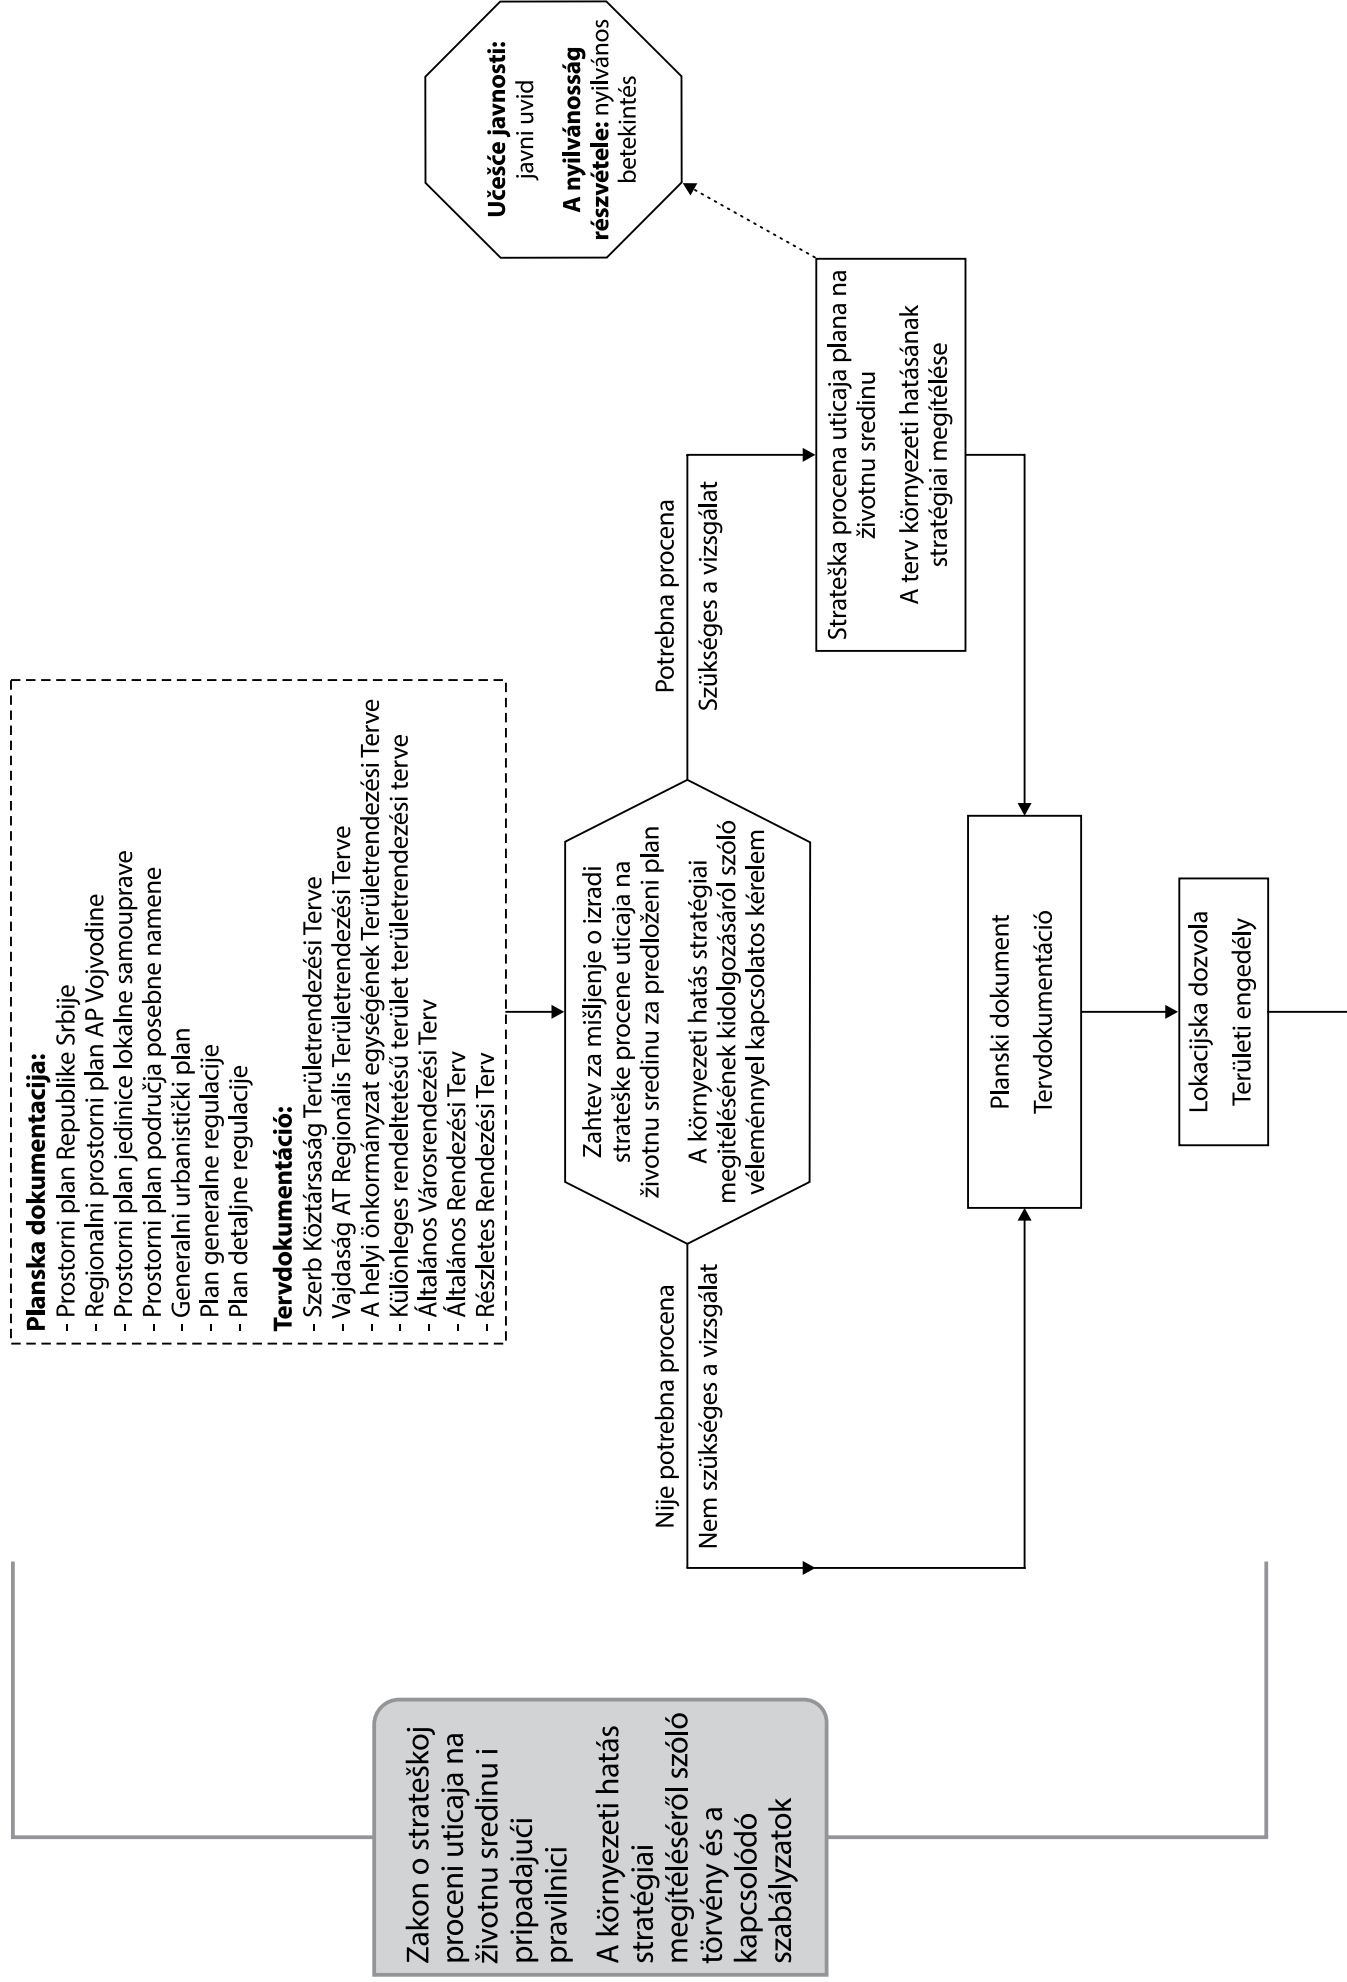 Zakon o strateškoj
proceni uticaja na
životnu sredinu i
pripadajući
pravilnici
A környezeti hatás
stratégiai
megítéléséről szóló
törvény és a
kapcsolódó
szabályzatok
Planska dokumentacija:
- Prostorni plan Republike Srbije
- Regionalni prostorni plan AP Vojvodine
- Prostorni plan jedinice lokalne samouprave
- Prostorni plan područja posebne namene
- Generalni urbanistički plan
- Plan generalne regulacije
- Plan detaljne regulacije
Tervdokumentáció:
- Szerb Köztársaság Területrendezési Terve
- Vajdaság AT Regionális Területrendezési Terve
- A helyi önkormányzat egységének Területrendezési Terve
- Különleges rendeltetésű terület területrendezési terve
- Általános Városrendezési Terv
- Általános Rendezési Terv
- Részletes Rendezési Terv
Zahtev za mišljenje o izradi
strateške procene uticaja na
životnu sredinu za predloženi plan
A környezeti hatás stratégiai
megitélésének kidolgozásáról szóló
véleménnyel kapcsolatos kérelem
Nije potrebna procena
Nem szükséges a vizsgálat
Potrebna procena
Szükséges a vizsgálat
Strateška procena uticaja plana na
životnu sredinu
A terv környezeti hatásának
stratégiai megítélése
Učešće javnosti:
javni uvid
A nyilvánosság
részvétele: nyilvános
betekintés
Planski dokument
Tervdokumentáció
Lokacijska dozvola
Területi engedély